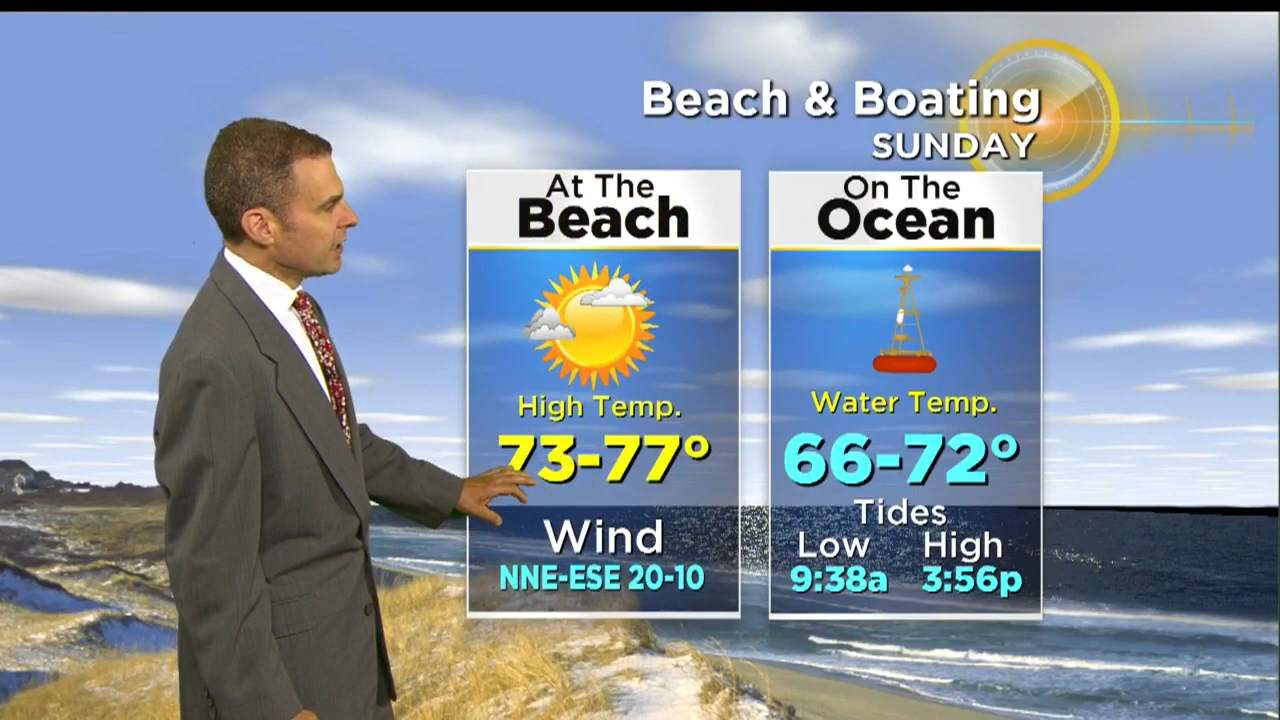 Beach & Boating
SUNDAY
At The
Beach
High Temp.
73-77°
Wind
NNE-ESE 20-10
On The
Ocean
Water Temp.
66-72°
Tides
Low High
9:38a 3:56p